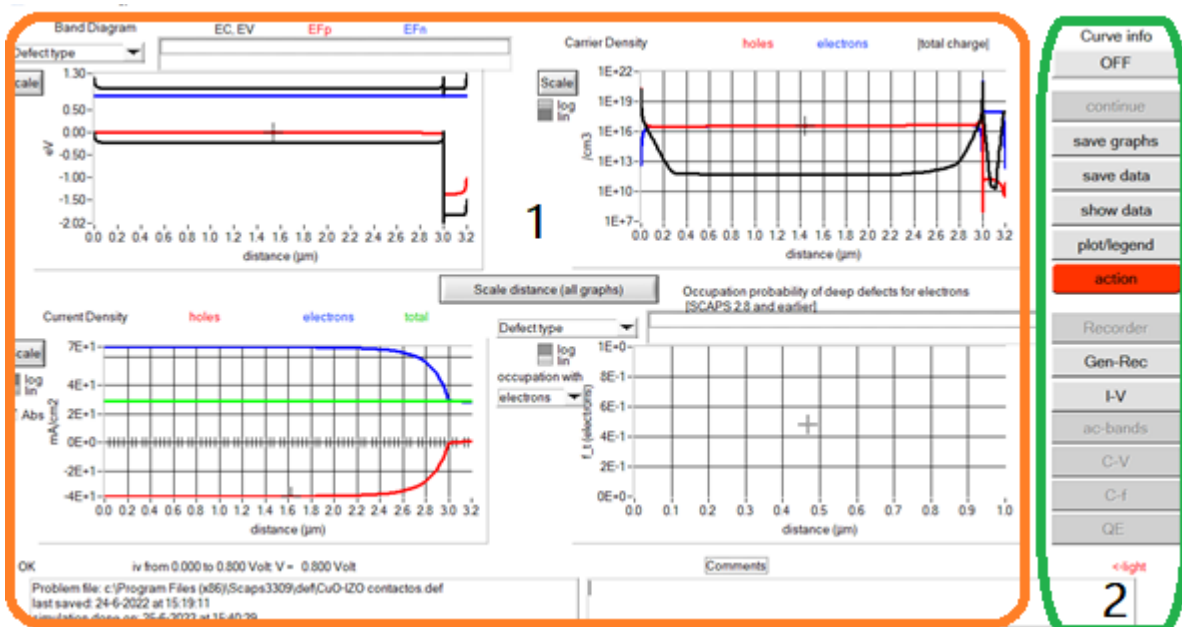 Band Diagram EC, EV EFp EFn
Defect type
Scale
1.30
0.50
0.00
-0.50
-1.00
-1.50
-2.02
eV
0.0 0.2 0.4 0.6 0.8 1.0 1.2 1.4 1.6 1.8 2.0 2.2 2.4 2.6 2.8 3.0 3.2
distance (µm)
1
Carrier Density holes electrons |total charge|
Scale
log
lin
1E+22
1E+19
1E+16
1E+13
1E+10
1E+7
/cm3
0.0 0.2 0.4 0.6 0.8 1.0 1.2 1.4 1.6 1.8 2.0 2.2 2.4 2.6 2.8 3.0 3.2
distance (µm)
Scale distance (all graphs)
Current Density holes electrons total
cale
log
lin
Abs
7E+1
2E+1
0E+0
-2E+1
-4E+1
mA/cm2
0.0 0.2 0.4 0.6 0.8 1.0 1.2 1.4 1.6 1.8 2.0 2.2 2.4 2.6 2.8 3.0 3.2
distance (µm)
Occupation probability of deep defects for electrons
[SCAPS 2.8 and earlier]
Defect type
log
lin
occupation with
electrons
1E+0
8E-1
6E-1
4E-1
2E-1
0E+0
f_t (electrons)
0.0 0.1 0.2 0.3 0.4 0.5 0.6 0.7 0.8 0.9 1.0
distance (µm)
OK iv from 0.000 to 0.800 Volt: V = 0.800 Volt
Comments
Problem file: c:\Program Files (x86)\Scaps3309\def\CuO-IZO contactos.def
last saved: 24-6-2022 at 15:19:11
simulation done on: 25-6-2022 at 15:40:29
Curve info
OFF
continue
save graphs
save data
show data
plot/legend
action
Recorder
Gen-Rec
I-V
ac-bands
C-V
C-f
QE
<-light
2